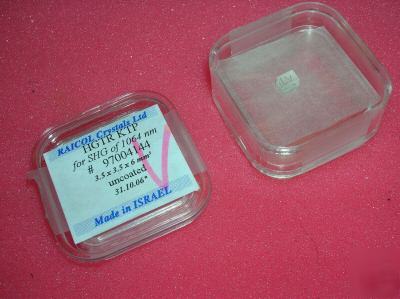 RAICOL Crystals Ltd
HGTR KTP
for SHG of 1064 nm
# 97004144
3.5 x 3.5 x 6 mm³
uncoated
31.10.06*
Made in ISRAEL